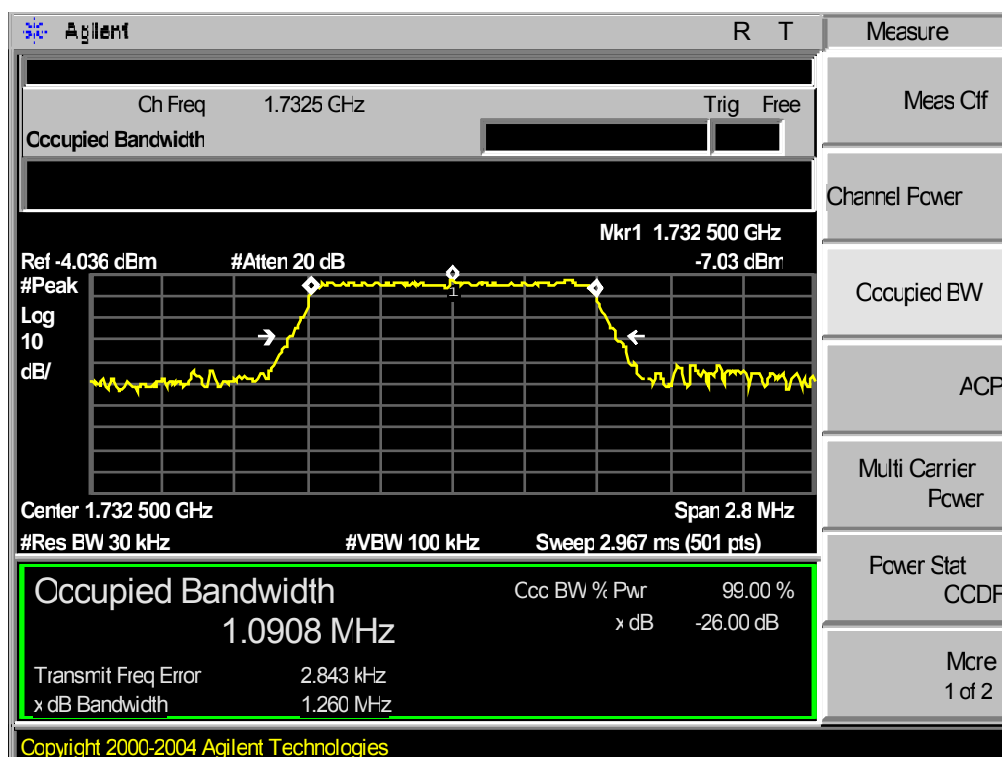 Agilent R T
Ch Freq 1.7325 GHz Trig Free
Occupied Bandwidth
Mkr1 1.732 500 GHz
Ref -4.036 dBm #Atten 20 dB -7.03 dBm
#Peak
Log
10
dB/
1
Center 1.732 500 GHz Span 2.8 MHz
#Res BW 30 kHz #VBW 100 kHz Sweep 2.967 ms (501 pts)
Occupied Bandwidth
1.0908 MHz
Occ BW % Pwr 99.00 %
x dB -26.00 dB
Transmit Freq Error 2.843 kHz
x dB Bandwidth 1.260 MHz
Copyright 2000-2004 Agilent Technologies
Measure
Meas Off
Channel Power
Occupied BW
ACP
Multi Carrier
Power
Power Stat
CCDF
More
1 of 2